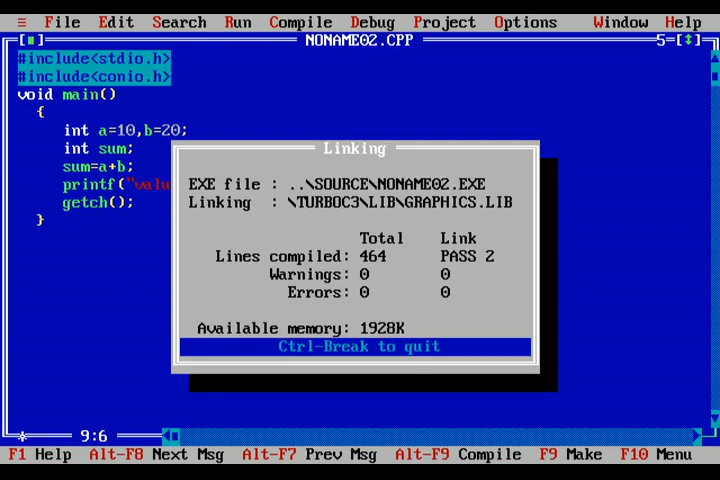 ≡ File Edit Search Run Compile Debug Project Options Window Help
[■] NONAME02.CPP 5=[↕]
#include<stdio.h>
#include<conio.h>
void main()
{
int a=10,b=20;
int sum;
sum=a+b;
printf("valu
getch();
}
Linking
EXE file : ..\SOURCE\NONAME02.EXE
Linking : \TURBOC3\LIB\GRAPHICS.LIB
Total Link
Lines compiled: 464 PASS 2
Warnings: 0 0
Errors: 0 0
Available memory: 1928K
Ctrl-Break to quit
9:6
F1 Help Alt-F8 Next Msg Alt-F7 Prev Msg Alt-F9 Compile F9 Make F10 Menu